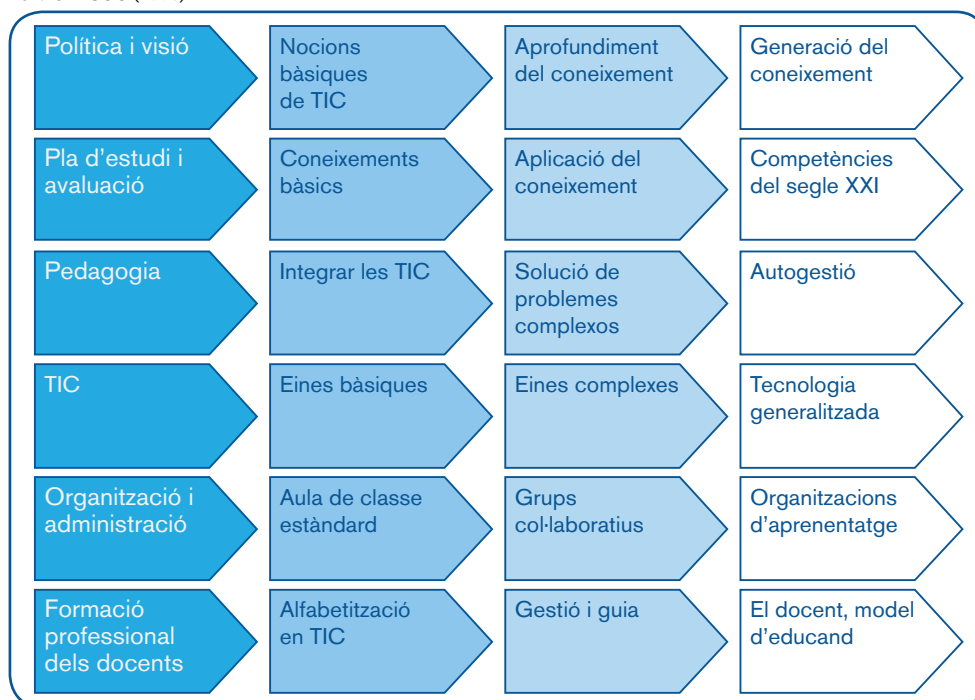 Política i visió
Nocions
bàsiques
de TIC
Aprofundiment
del coneixement
Generació del
coneixement
Pla d’estudi i
avaluació
Coneixements
bàsics
Aplicació del
coneixement
Competències
del segle XXI
Pedagogia
Integrar les TIC
Solució de
problemes
complexos
Autogestió
TIC
Eines bàsiques
Eines complexes
Tecnologia
generalitzada
Organització i
administració
Aula de classe
estàndard
Grups
col·laboratius
Organitzacions
d’aprenentatge
Formació
professional
dels docents
Alfabetització
en TIC
Gestió i guia
El docent, model
d’educand